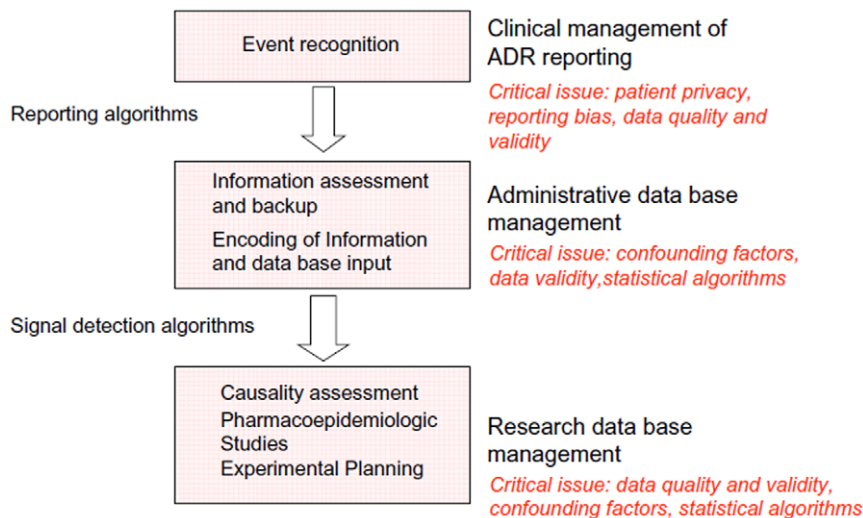 Event recognition
Clinical management of
ADR reporting
Critical issue: patient privacy,
reporting bias, data quality and
validity
Reporting algorithms
Information assessment
and backup
Encoding of Information
and data base input
Administrative data base
management
Critical issue: confounding factors,
data validity,statistical algorithms
Signal detection algorithms
Causality assessment
Pharmacoepidemiologic
Studies
Experimental Planning
Research data base
management
Critical issue: data quality and validity,
confounding factors, statistical algorithms